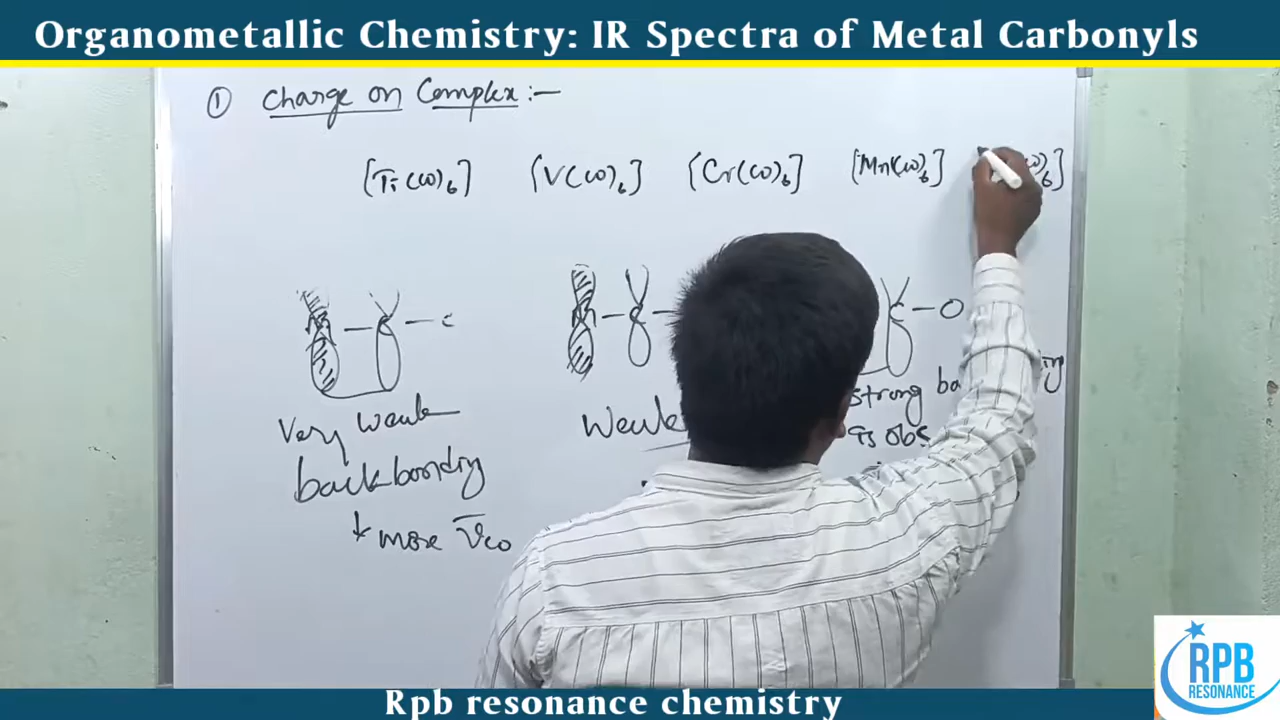 Organometallic Chemistry: IR Spectra of Metal Carbonyls
① Charge on Complex :-
[Ti(CO)6] [V(CO)6] [Cr(CO)6] [Mn(CO)6] 6]
C - O
Very weak
backbonding
more ν̄co
Weak
strong
Rpb resonance chemistry
RPB
RESONANCE